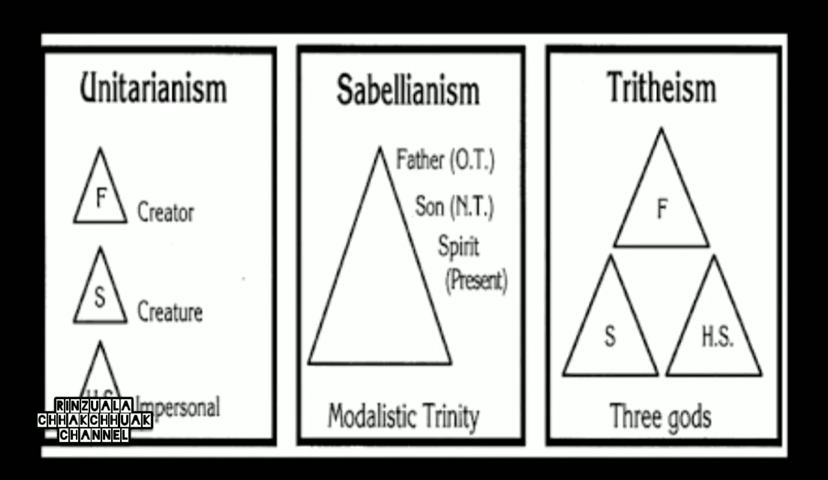 Unitarianism
F
Creator
S
Creature
H.S.
Impersonal
RINZUALA
CHHAKCHHUAK
CHANNEL
Sabellianism
Father (O.T.)
Son (N.T.)
Spirit
(Present)
Modalistic Trinity
Tritheism
F
S
H.S.
Three gods